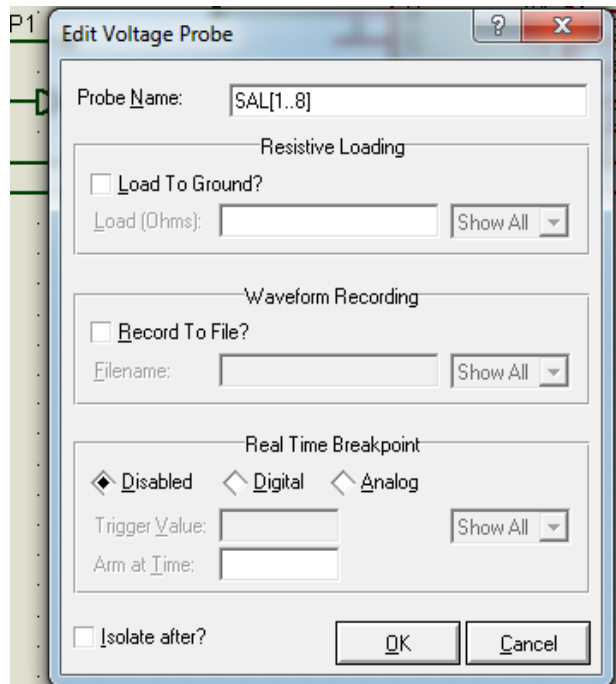 P1
Edit Voltage Probe
?
X
Probe Name: SAL[1..8]
Resistive Loading
Load To Ground?
Load (Ohms): Show All
Waveform Recording
Record To File?
Filename: Show All
Real Time Breakpoint
Disabled Digital Analog
Trigger Value: Show All
Arm at Time:
Isolate after? OK Cancel